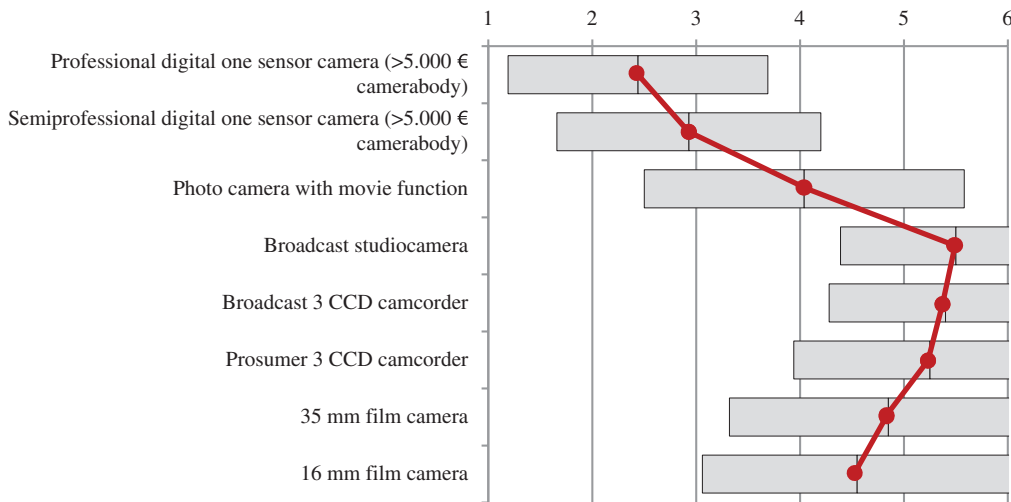 1 2 3 4 5 6
Professional digital one sensor camera (>5.000 €
camerabody)
Semiprofessional digital one sensor camera (>5.000 €
camerabody)
Photo camera with movie function
Broadcast studiocamera
Broadcast 3 CCD camcorder
Prosumer 3 CCD camcorder
35 mm film camera
16 mm film camera